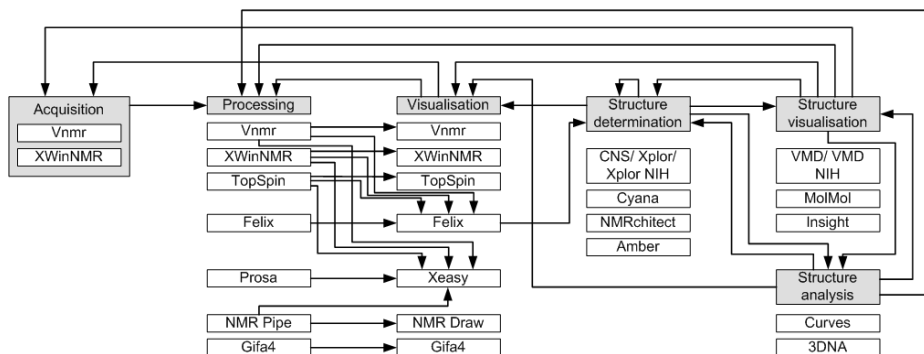 Acquisition
Vnmr
XWinNMR
Processing
Vnmr
XWinNMR
TopSpin
Felix
Prosa
NMR Pipe
Gifa4
Visualisation
Vnmr
XWinNMR
TopSpin
Felix
Xeasy
NMR Draw
Gifa4
Structure
determination
CNS/ Xplor/
Xplor NIH
Cyana
NMRchitect
Amber
Structure
visualisation
VMD/ VMD
NIH
MolMol
Insight
Structure
analysis
Curves
3DNA